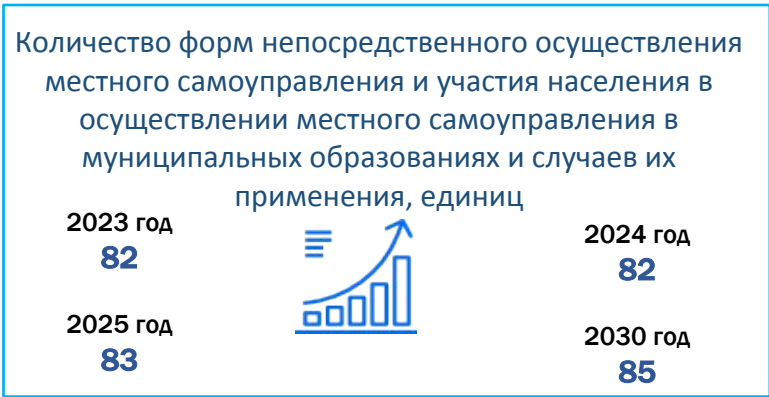 Количество форм непосредственного осуществления
местного самоуправления и участия населения в
осуществлении местного самоуправления в
муниципальных образованиях и случаев их
применения, единиц
2023 год
82
2024 год
82
2025 год
83
2030 год
85